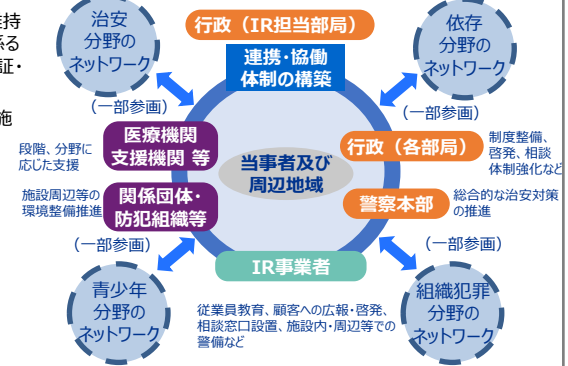 持
係る
証・
施
治安
分野の
ネットワーク
行政（IR担当部局）
連携・協働
体制の構築
依存
分野の
ネットワーク
（一部参画）
（一部参画）
医療機関
支援機関 等
段階、分野に
応じた支援
当事者及び
周辺地域
行政（各部局）
制度整備、
啓発、相談
体制強化など
関係団体・
防犯組織等
施設周辺等の
環境整備推進
警察本部
総合的な治安対策
の推進
（一部参画）
（一部参画）
IR事業者
青少年
分野の
ネットワーク
従業員教育、顧客への広報・啓発、
相談窓口設置、施設内・周辺等での
警備など
組織犯罪
分野の
ネットワーク